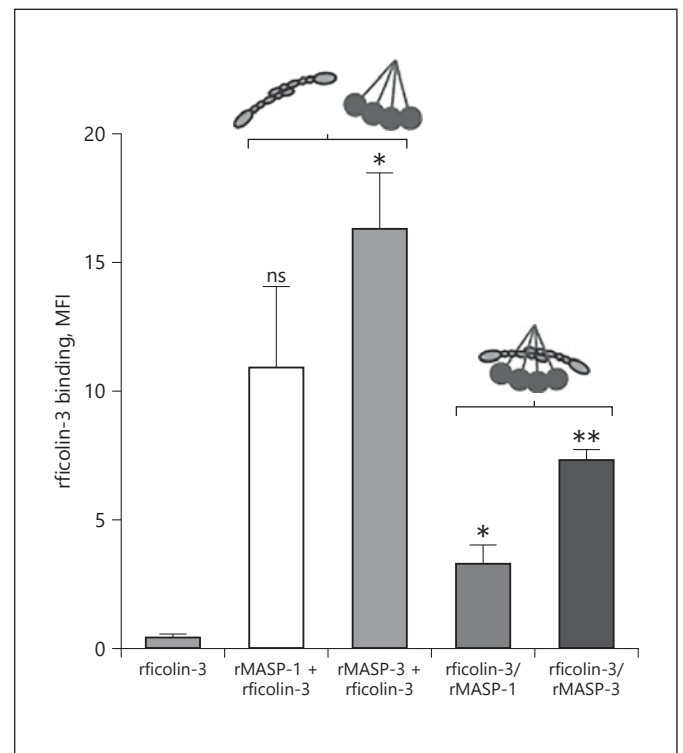 20
15
10
5
0
rficolin-3 binding, MFI
ns
*
*
**
rficolin-3
rMASP-1 +
rficolin-3
rMASP-3 +
rficolin-3
rficolin-3/
rMASP-1
rficolin-3/
rMASP-3